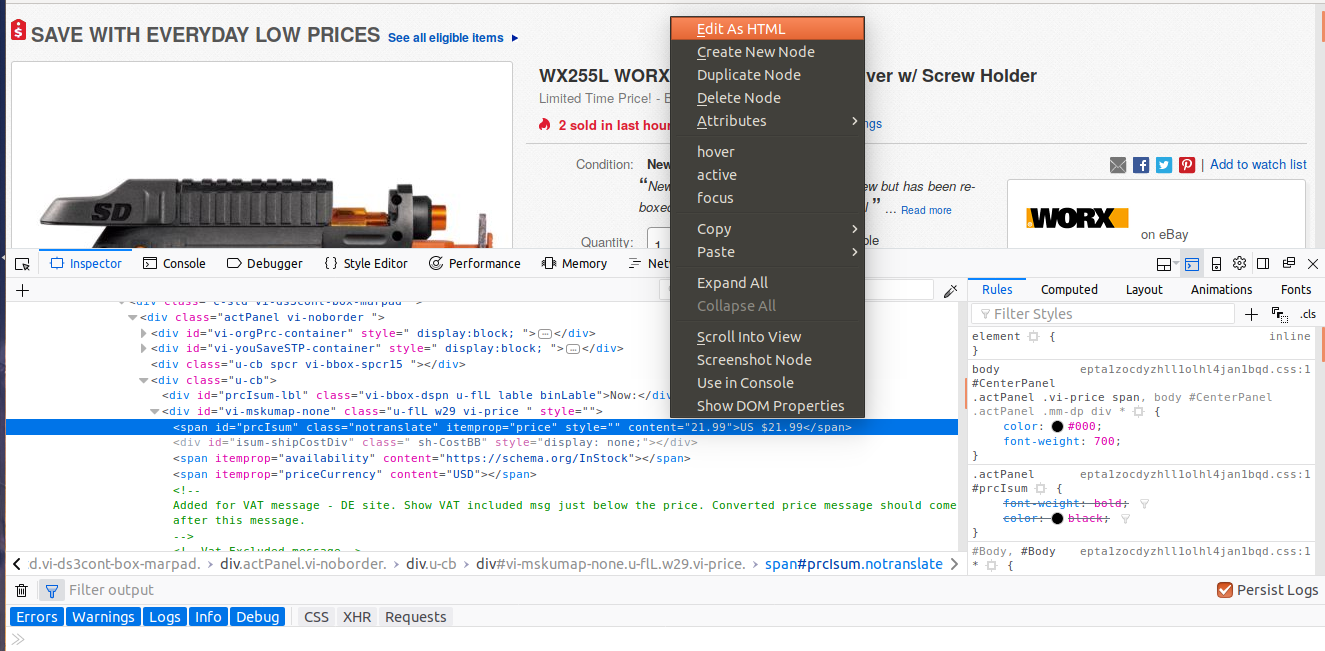 SAVE WITH EVERYDAY LOW PRICES See all eligible items
WX255L WORX
ver w/ Screw Holder
Limited Time Price! - E
2 sold in last hour
ngs
Condition: New
"New
ew but has been re-
boxed
!" ... Read more
Quantity: 1
ble
| Add to watch list
SD
WORX
on eBay
Edit As HTML
Create New Node
Duplicate Node
Delete Node
Attributes
hover
active
focus
Copy
Paste
Expand All
Collapse All
Scroll Into View
Screenshot Node
Use in Console
Show DOM Properties
Inspector Console Debugger {} Style Editor Performance Memory Net
+
<div class="c-std vi-ds3cont-box-marpad ">
<div class="actPanel vi-noborder ">
<div id="vi-orgPrc-container" style=" display:block; ">…</div>
<div id="vi-youSaveSTP-container" style=" display:block; ">…</div>
<div class="u-cb spcr vi-bbox-spcr15 "></div>
<div class="u-cb">
<div id="prcIsum-lbl" class="vi-bbox-dspn u-flL lable binLable">Now:</div>
<div id="vi-mskumap-none" class="u-flL w29 vi-price " style="">
<span id="prcIsum" class="notranslate" itemprop="price" style="" content="21.99">US $21.99</span>
<div id="isum-shipCostDiv" class=" sh-CostBB" style="display: none;"></div>
<span itemprop="availability" content="https://schema.org/InStock"></span>
<span itemprop="priceCurrency" content="USD"></span>
<!--
Added for VAT message - DE site. Show VAT included msg just below the price. Converted price message should come
after this message.
-->
<!-- Vat Excluded message -->
Rules Computed Layout Animations Fonts
Filter Styles + .cls
element { inline
}
body epta1zocdyzhll1olhl4jan1bqd.css:1
#CenterPanel
.actPanel .vi-price span, body #CenterPanel
.actPanel .mm-dp div * {
color: #000;
font-weight: 700;
}
.actPanel epta1zocdyzhll1olhl4jan1bqd.css:1
#prcIsum {
font-weight: bold;
color: black;
}
#Body, #Body epta1zocdyzhll1olhl4jan1bqd.css:1
* {
d.vi-ds3cont-box-marpad. › div.actPanel.vi-noborder. › div.u-cb › div#vi-mskumap-none.u-flL.w29.vi-price. › span#prcIsum.notranslate
Filter output
Persist Logs
Errors Warnings Logs Info Debug CSS XHR Requests